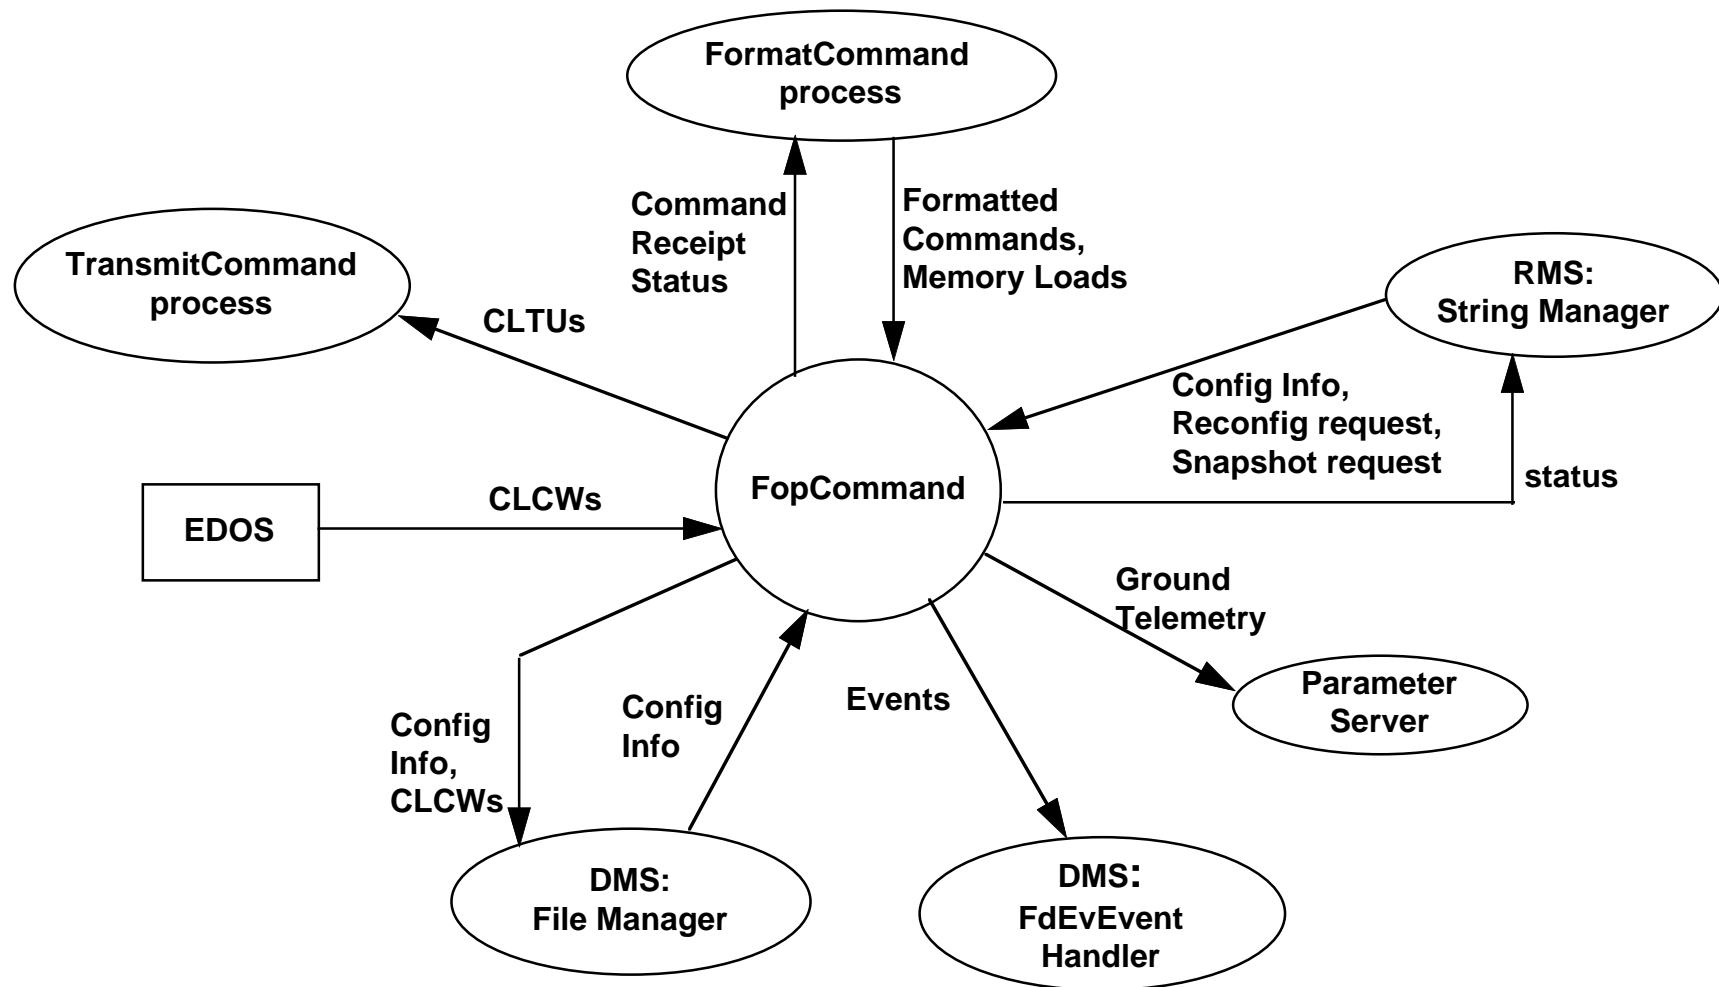 FormatCommand
process
Command
Receipt
Status
Formatted
Commands,
Memory Loads
TransmitCommand
process
CLTUs
RMS:
String Manager
Config Info,
Reconfig request,
Snapshot request
status
FopCommand
CLCWs
EDOS
Ground
Telemetry
Parameter
Server
Events
Config
Info
Config
Info,
CLCWs
DMS:
File Manager
DMS:
FdEvEvent
Handler